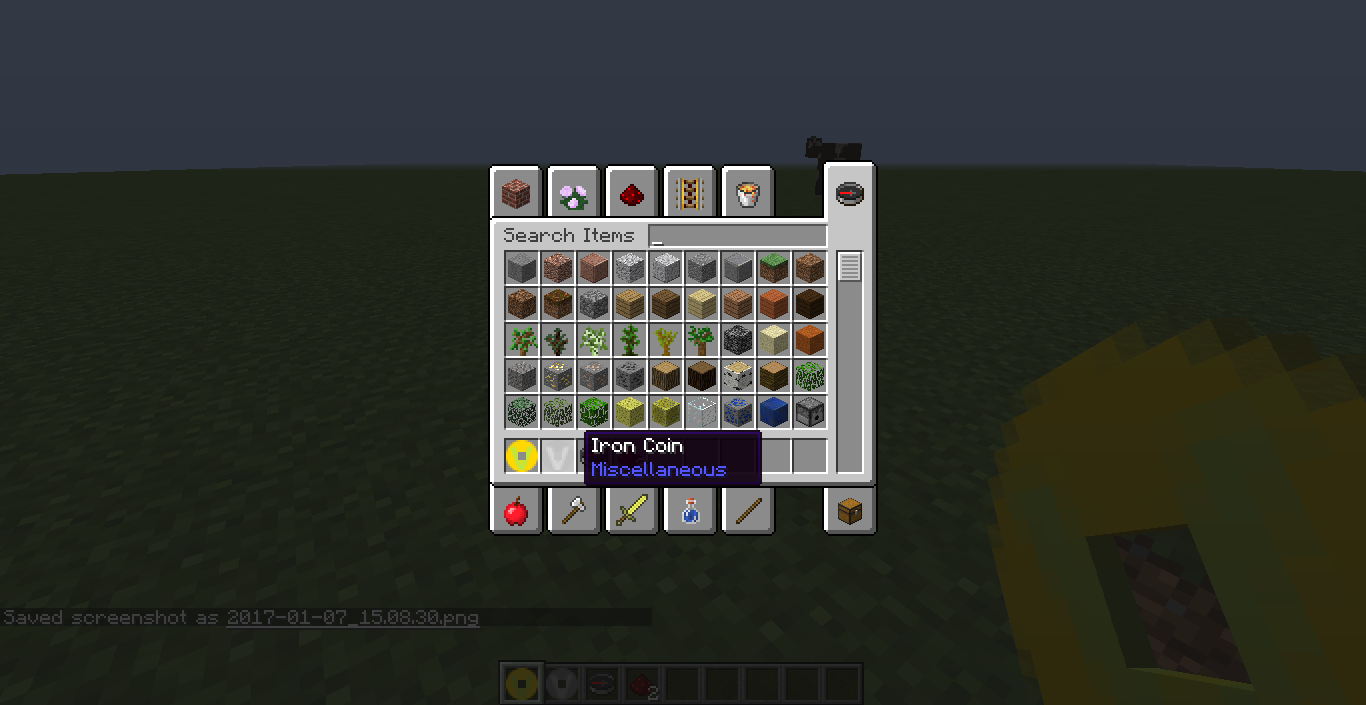 Search Items _
Iron Coin
Miscellaneous
Saved screenshot as 2017-01-07_15.08.30.png
2